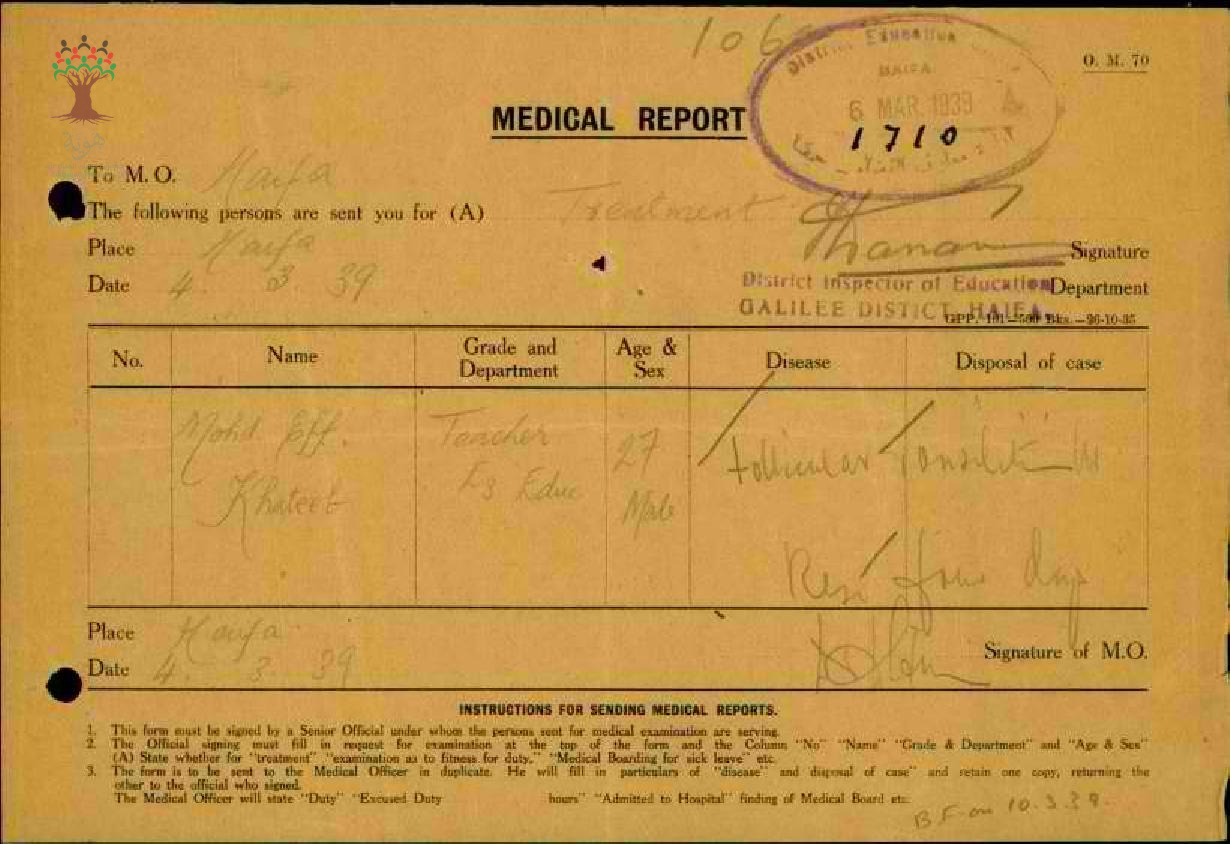 106
District Education
HAIFA
6 MAR 1939
1710
O. M. 70
MEDICAL REPORT
To M. O. Haifa
The following persons are sent you for (A) Treatment
Place Haifa
Signature
Date 4. 3 39
District Inspector of Education Department
GALILEE DISTICT, HAIFA.
GPP. 101—500 Bks.—26-10-35
No. Name Grade and Department Age & Sex Disease Disposal of case
Mohd. Eff. Teacher 27 Follicular Tonsilitis
Khateeb Educ Male
Rest four days
Place Haifa
Signature of M.O.
Date 4. 3. 39
INSTRUCTIONS FOR SENDING MEDICAL REPORTS.
1. This form must be signed by a Senior Official under whom the persons sent for medical examination are serving.
2. The Official signing must fill in request for examination at the top of the form and the Column "No" "Name" "Grade & Department" and "Age & Sex"
(A) State whether for "treatment" "examination as to fitness for duty," "Medical Boarding for sick leave" etc.
3. The form is to be sent to the Medical Officer in duplicate. He will fill in particulars of "disease" and "disposal of case" and retain one copy, returning the
other to the official who signed.
The Medical Officer will state "Duty" "Excused Duty hours" "Admitted to Hospital" finding of Medical Board etc.
B.F. on 10.3.39.